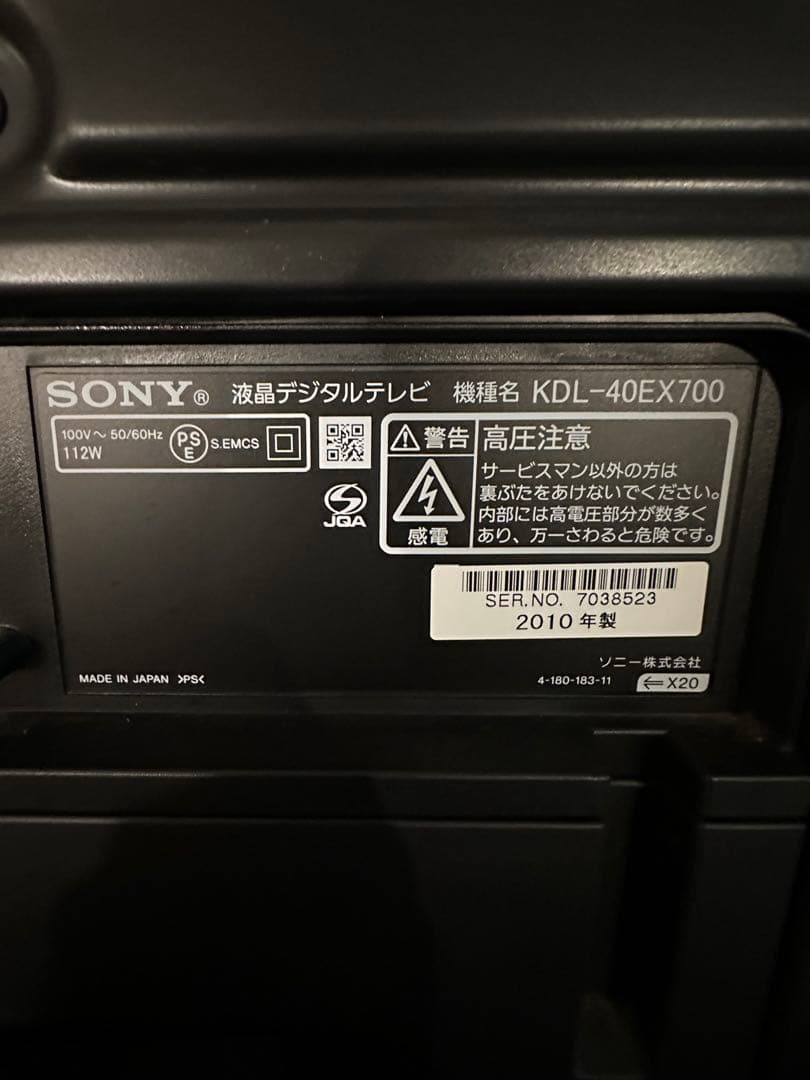 SONY® 液晶デジタルテレビ 機種名 KDL-40EX700
100V～ 50/60Hz
112W
PS
E
S.EMCS
JQA
警告 高圧注意
サービスマン以外の方は
裏ぶたをあけないでください。
内部には高電圧部分が数多く
あり、万一さわると危険です。
感電
SER.NO. 7038523
2010 年製
ソニー株式会社
MADE IN JAPAN >PS<
4-180-183-11
⇐ X20